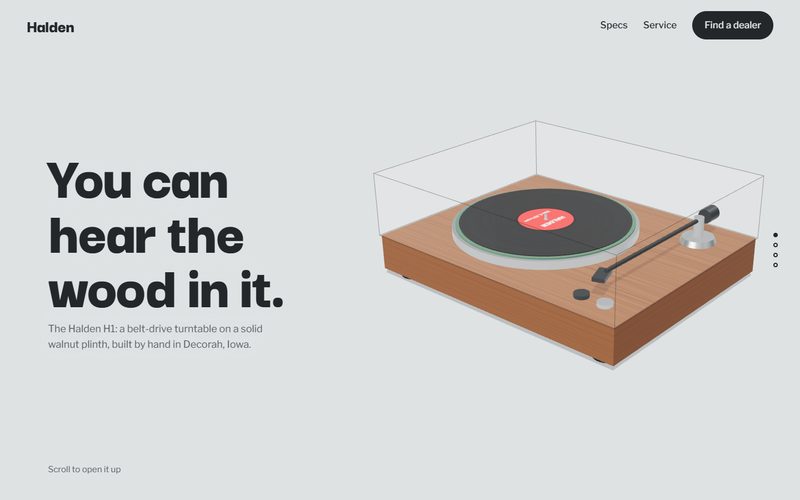 Halden
Specs
Service
Find a dealer
You can
hear the
wood in it.
The Halden H1: a belt-drive turntable on a solid
walnut plinth, built by hand in Decorah, Iowa.
Scroll to open it up